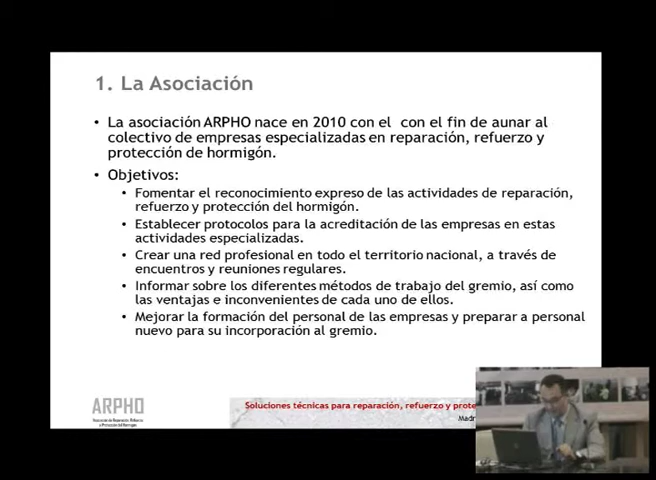 1. La Asociación
• La asociación ARPHO nace en 2010 con el con el fin de aunar al
colectivo de empresas especializadas en reparación, refuerzo y
protección de hormigón.
• Objetivos:
• Fomentar el reconocimiento expreso de las actividades de reparación,
refuerzo y protección del hormigón.
• Establecer protocolos para la acreditación de las empresas en estas
actividades especializadas.
• Crear una red profesional en todo el territorio nacional, a través de
encuentros y reuniones regulares.
• Informar sobre los diferentes métodos de trabajo del gremio, así como
las ventajas e inconvenientes de cada uno de ellos.
• Mejorar la formación del personal de las empresas y preparar a personal
nuevo para su incorporación al gremio.
ARPHO
Soluciones técnicas para reparación, refuerzo y prote
Madr